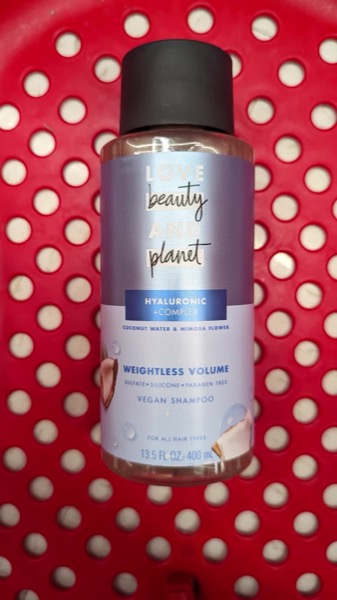 LOVE
beauty
AND
planet
HYALURONIC
+COMPLEX
COCONUT WATER & MIMOSA FLOWER
WEIGHTLESS VOLUME
SULFATE•SILICONE•PARABEN FREE
VEGAN SHAMPOO
FOR ALL HAIR TYPES
13.5 FL OZ/400 mL